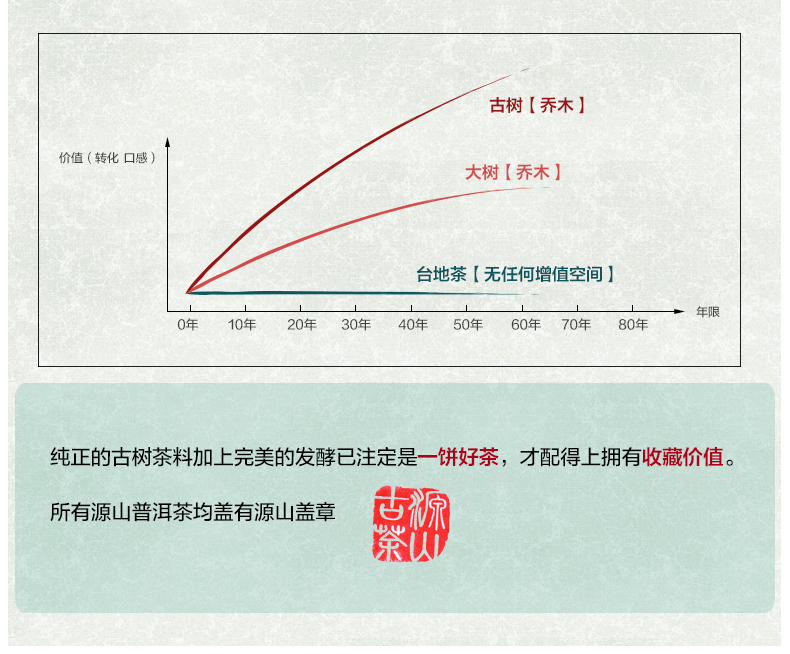 古树【乔木】
价值（转化 口感）
大树【乔木】
台地茶【无任何增值空间】
年限
0年 10年 20年 30年 40年 50年 60年 70年 80年
纯正的古树茶料加上完美的发酵已注定是一饼好茶，才配得上拥有收藏价值。
所有源山普洱茶均盖有源山盖章
源山古茶